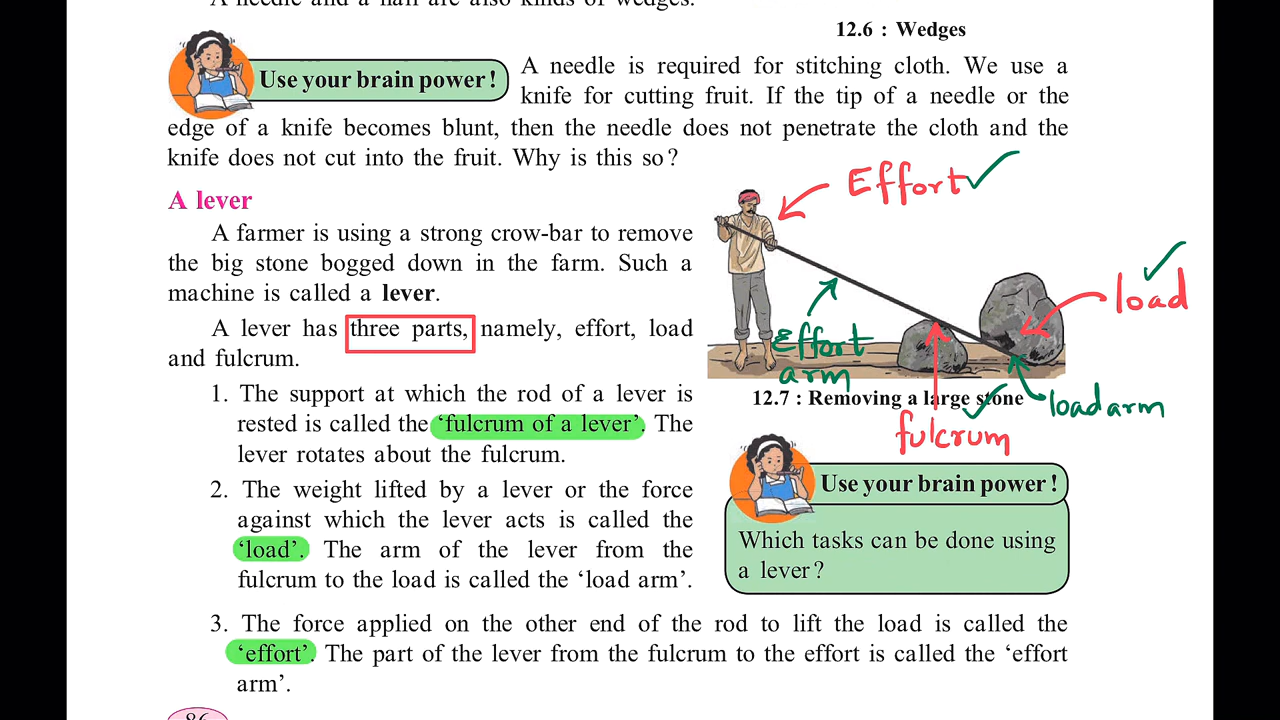 A needle and a nail are also kinds of wedges.
12.6 : Wedges
Use your brain power !
A needle is required for stitching cloth. We use a
knife for cutting fruit. If the tip of a needle or the
edge of a knife becomes blunt, then the needle does not penetrate the cloth and the
knife does not cut into the fruit. Why is this so ?
A lever
A farmer is using a strong crow-bar to remove
the big stone bogged down in the farm. Such a
machine is called a lever.
A lever has three parts, namely, effort, load
and fulcrum.
1. The support at which the rod of a lever is
rested is called the ‘fulcrum of a lever’. The
lever rotates about the fulcrum.
2. The weight lifted by a lever or the force
against which the lever acts is called the
‘load’. The arm of the lever from the
fulcrum to the load is called the ‘load arm’.
Effort
load
Effort
arm
12.7 : Removing a large stone
load arm
fulcrum
Use your brain power !
Which tasks can be done using
a lever ?
3. The force applied on the other end of the rod to lift the load is called the
‘effort’. The part of the lever from the fulcrum to the effort is called the ‘effort
arm’.
86